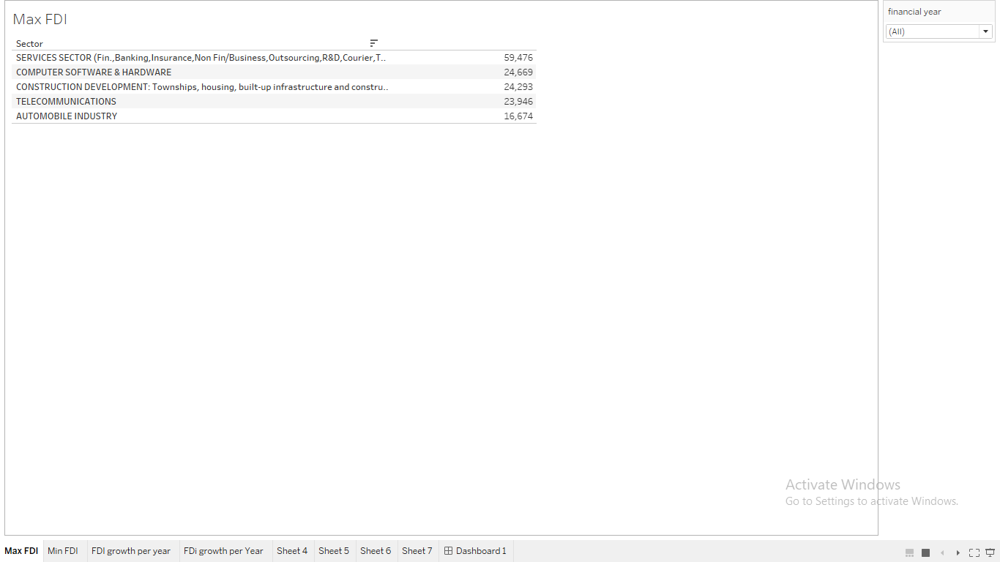 Max FDI
financial year
(All)
Sector
SERVICES SECTOR (Fin.,Banking,Insurance,Non Fin/Business,Outsourcing,R&D,Courier,T.. 59,476
COMPUTER SOFTWARE & HARDWARE 24,669
CONSTRUCTION DEVELOPMENT: Townships, housing, built-up infrastructure and constru.. 24,293
TELECOMMUNICATIONS 23,946
AUTOMOBILE INDUSTRY 16,674
Activate Windows
Go to Settings to activate Windows.
Max FDI Min FDI FDI growth per year FDi growth per Year Sheet 4 Sheet 5 Sheet 6 Sheet 7 Dashboard 1